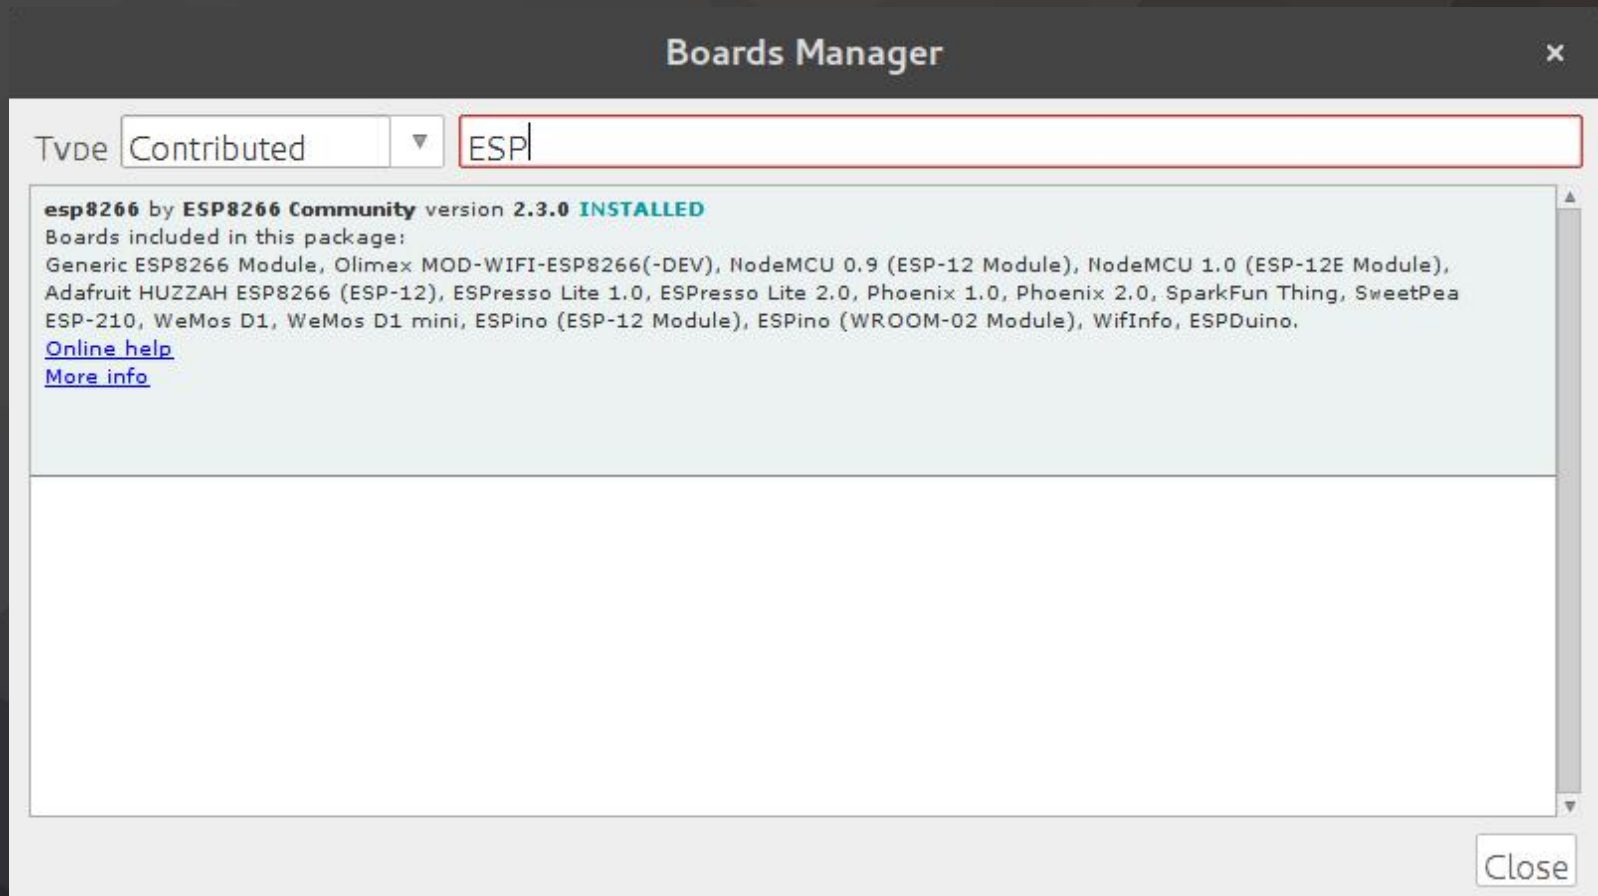 Boards Manager
×
Type Contributed ESP
esp8266 by ESP8266 Community version 2.3.0 INSTALLED
Boards included in this package:
Generic ESP8266 Module, Olimex MOD-WIFI-ESP8266(-DEV), NodeMCU 0.9 (ESP-12 Module), NodeMCU 1.0 (ESP-12E Module),
Adafruit HUZZAH ESP8266 (ESP-12), ESPresso Lite 1.0, ESPresso Lite 2.0, Phoenix 1.0, Phoenix 2.0, SparkFun Thing, SweetPea
ESP-210, WeMos D1, WeMos D1 mini, ESPino (ESP-12 Module), ESPino (WROOM-02 Module), WifInfo, ESPDuino.
Online help
More info
Close